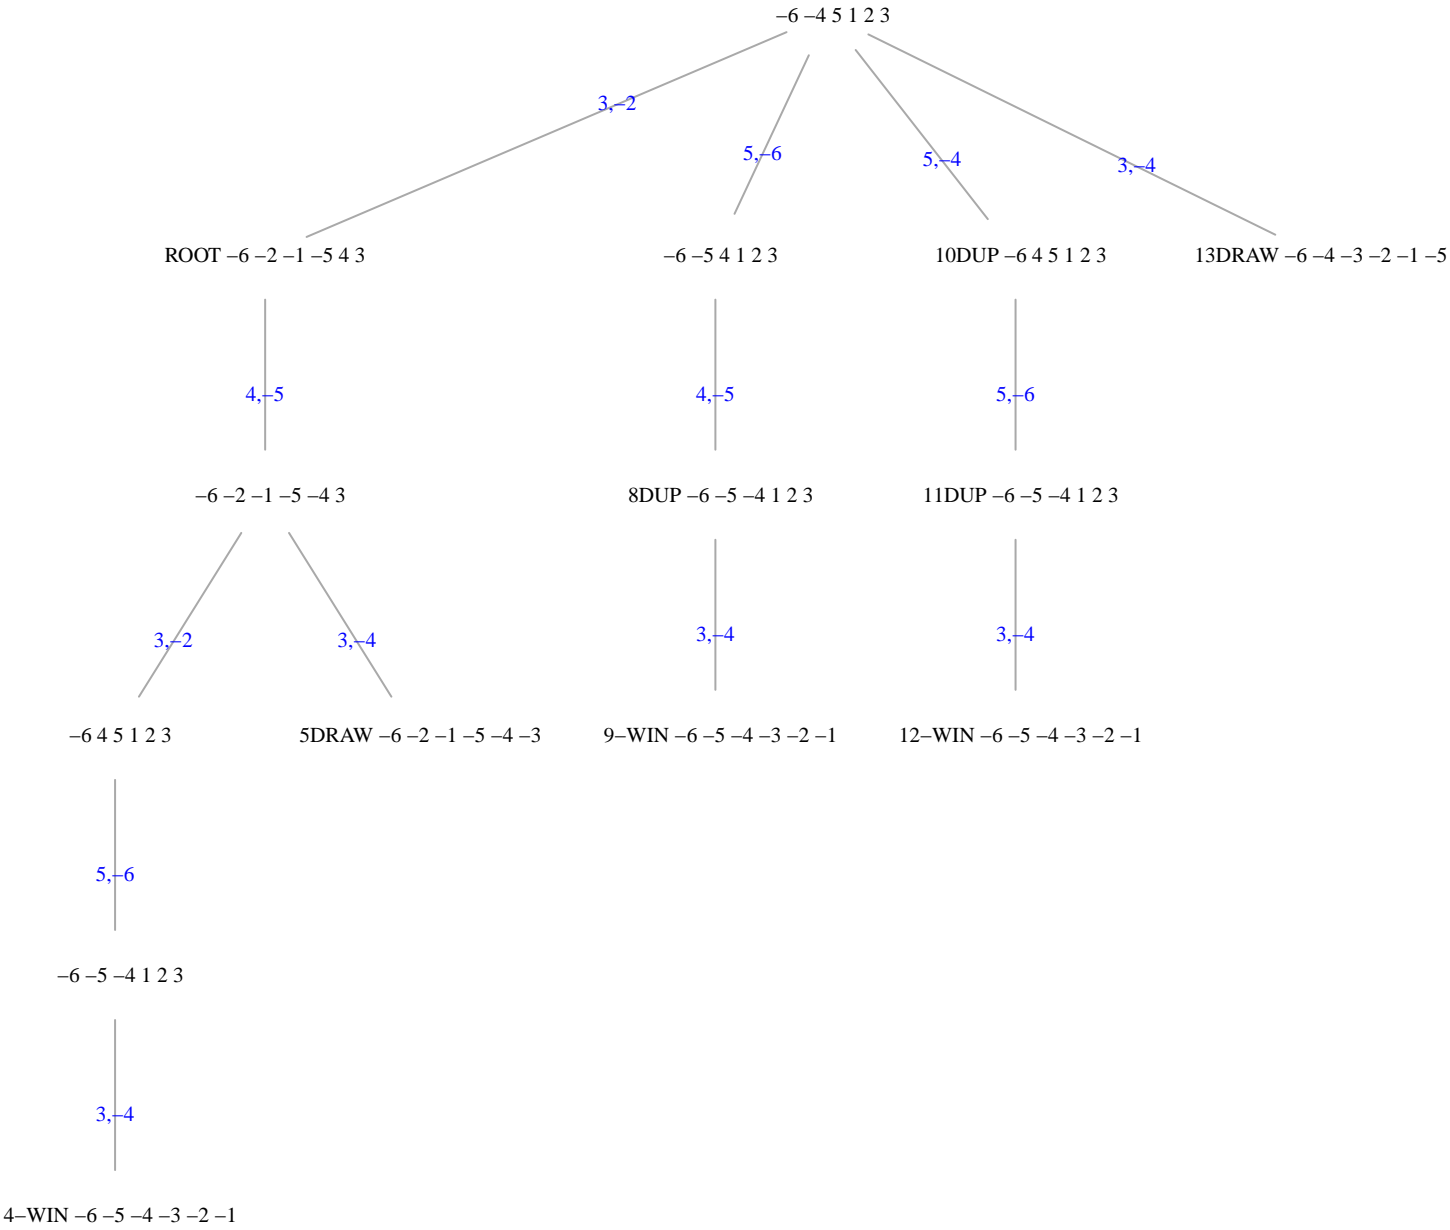 –6 –4 5 1 2 3
3,–2
5,–6
5,–4
3,–4
ROOT –6 –2 –1 –5 4 3
–6 –5 4 1 2 3
10DUP –6 4 5 1 2 3
13DRAW –6 –4 –3 –2 –1 –5
4,–5
4,–5
5,–6
–6 –2 –1 –5 –4 3
8DUP –6 –5 –4 1 2 3
11DUP –6 –5 –4 1 2 3
3,–2
3,–4
3,–4
3,–4
–6 4 5 1 2 3
5DRAW –6 –2 –1 –5 –4 –3
9–WIN –6 –5 –4 –3 –2 –1
12–WIN –6 –5 –4 –3 –2 –1
5,–6
–6 –5 –4 1 2 3
3,–4
4–WIN –6 –5 –4 –3 –2 –1